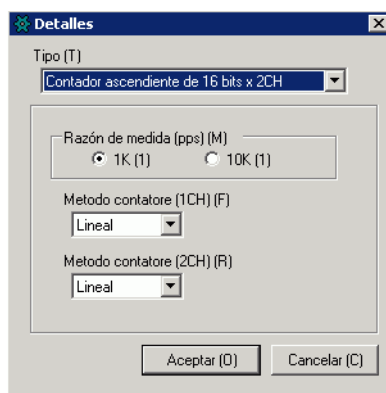 Detalles
Tipo (T)
Contador ascendiente de 16 bits x 2CH
Razón de medida (pps) (M)
1K (1) 10K (1)
Metodo contatore (1CH) (F)
Lineal
Metodo contatore (2CH) (R)
Lineal
Aceptar (O) Cancelar (C)